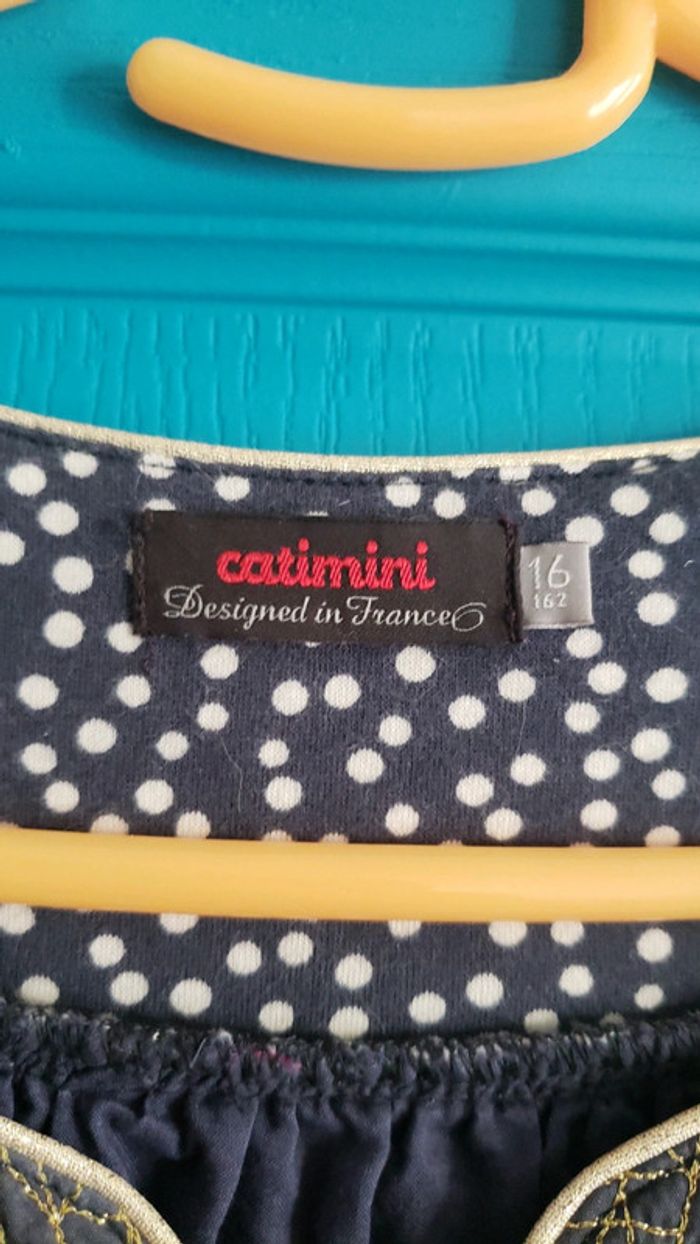 catimini
Designed in France
16
162